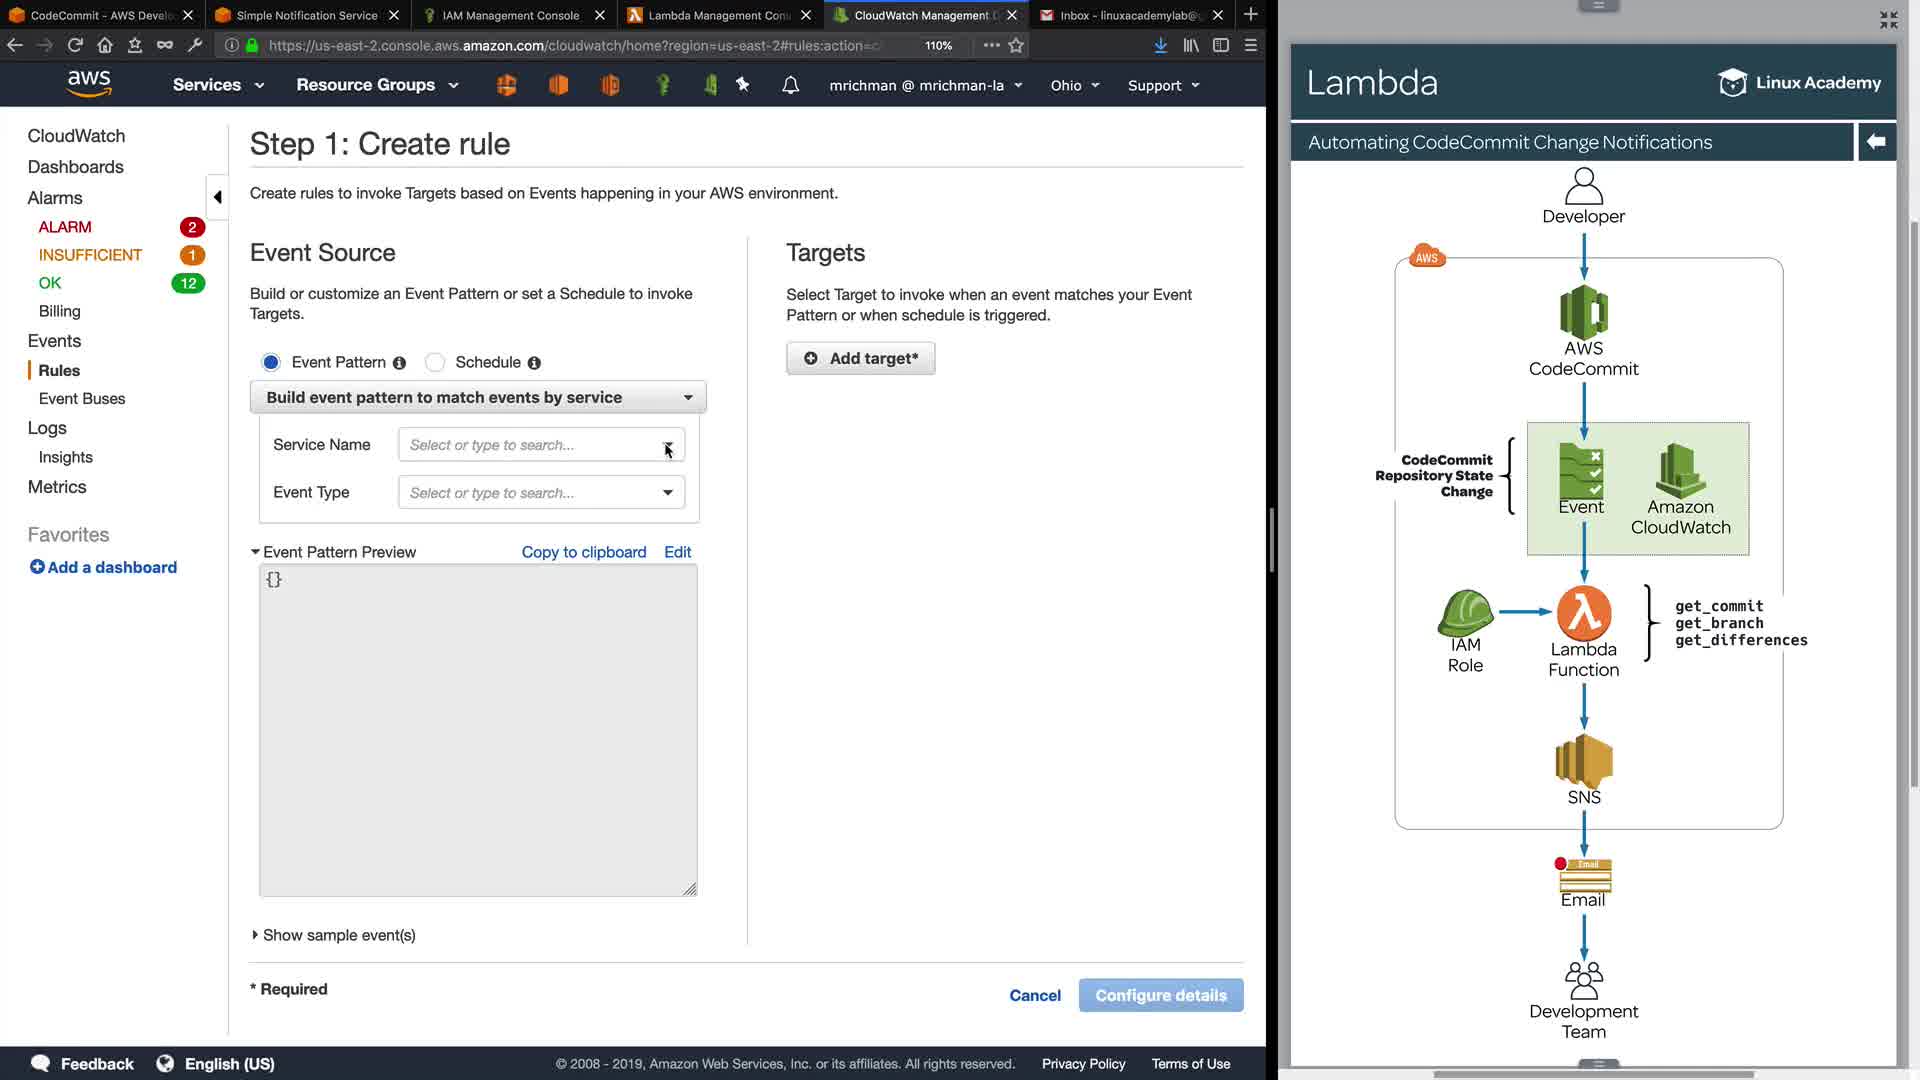 CodeCommit - AWS Develo
Simple Notification Service
IAM Management Console
Lambda Management Con
CloudWatch Management
Inbox - linuxacademylab@g
https://us-east-2.console.aws.amazon.com/cloudwatch/home?region=us-east-2#rules:action=c
110%
aws
Services
Resource Groups
mrichman @ mrichman-la
Ohio
Support
CloudWatch
Dashboards
Alarms
ALARM 2
INSUFFICIENT 1
OK 12
Billing
Events
Rules
Event Buses
Logs
Insights
Metrics
Favorites
Add a dashboard
Step 1: Create rule
Create rules to invoke Targets based on Events happening in your AWS environment.
Event Source
Build or customize an Event Pattern or set a Schedule to invoke
Targets.
Event Pattern
Schedule
Build event pattern to match events by service
Service Name Select or type to search...
Event Type Select or type to search...
Event Pattern Preview Copy to clipboard Edit
{}
Show sample event(s)
Targets
Select Target to invoke when an event matches your Event
Pattern or when schedule is triggered.
Add target*
* Required
Cancel
Configure details
Feedback
English (US)
© 2008 - 2019, Amazon Web Services, Inc. or its affiliates. All rights reserved.
Privacy Policy
Terms of Use
Lambda
Linux Academy
Automating CodeCommit Change Notifications
Developer
AWS
AWS
CodeCommit
CodeCommit
Repository State
Change
Event
Amazon
CloudWatch
IAM
Role
Lambda
Function
get_commit
get_branch
get_differences
SNS
Email
Email
Development
Team